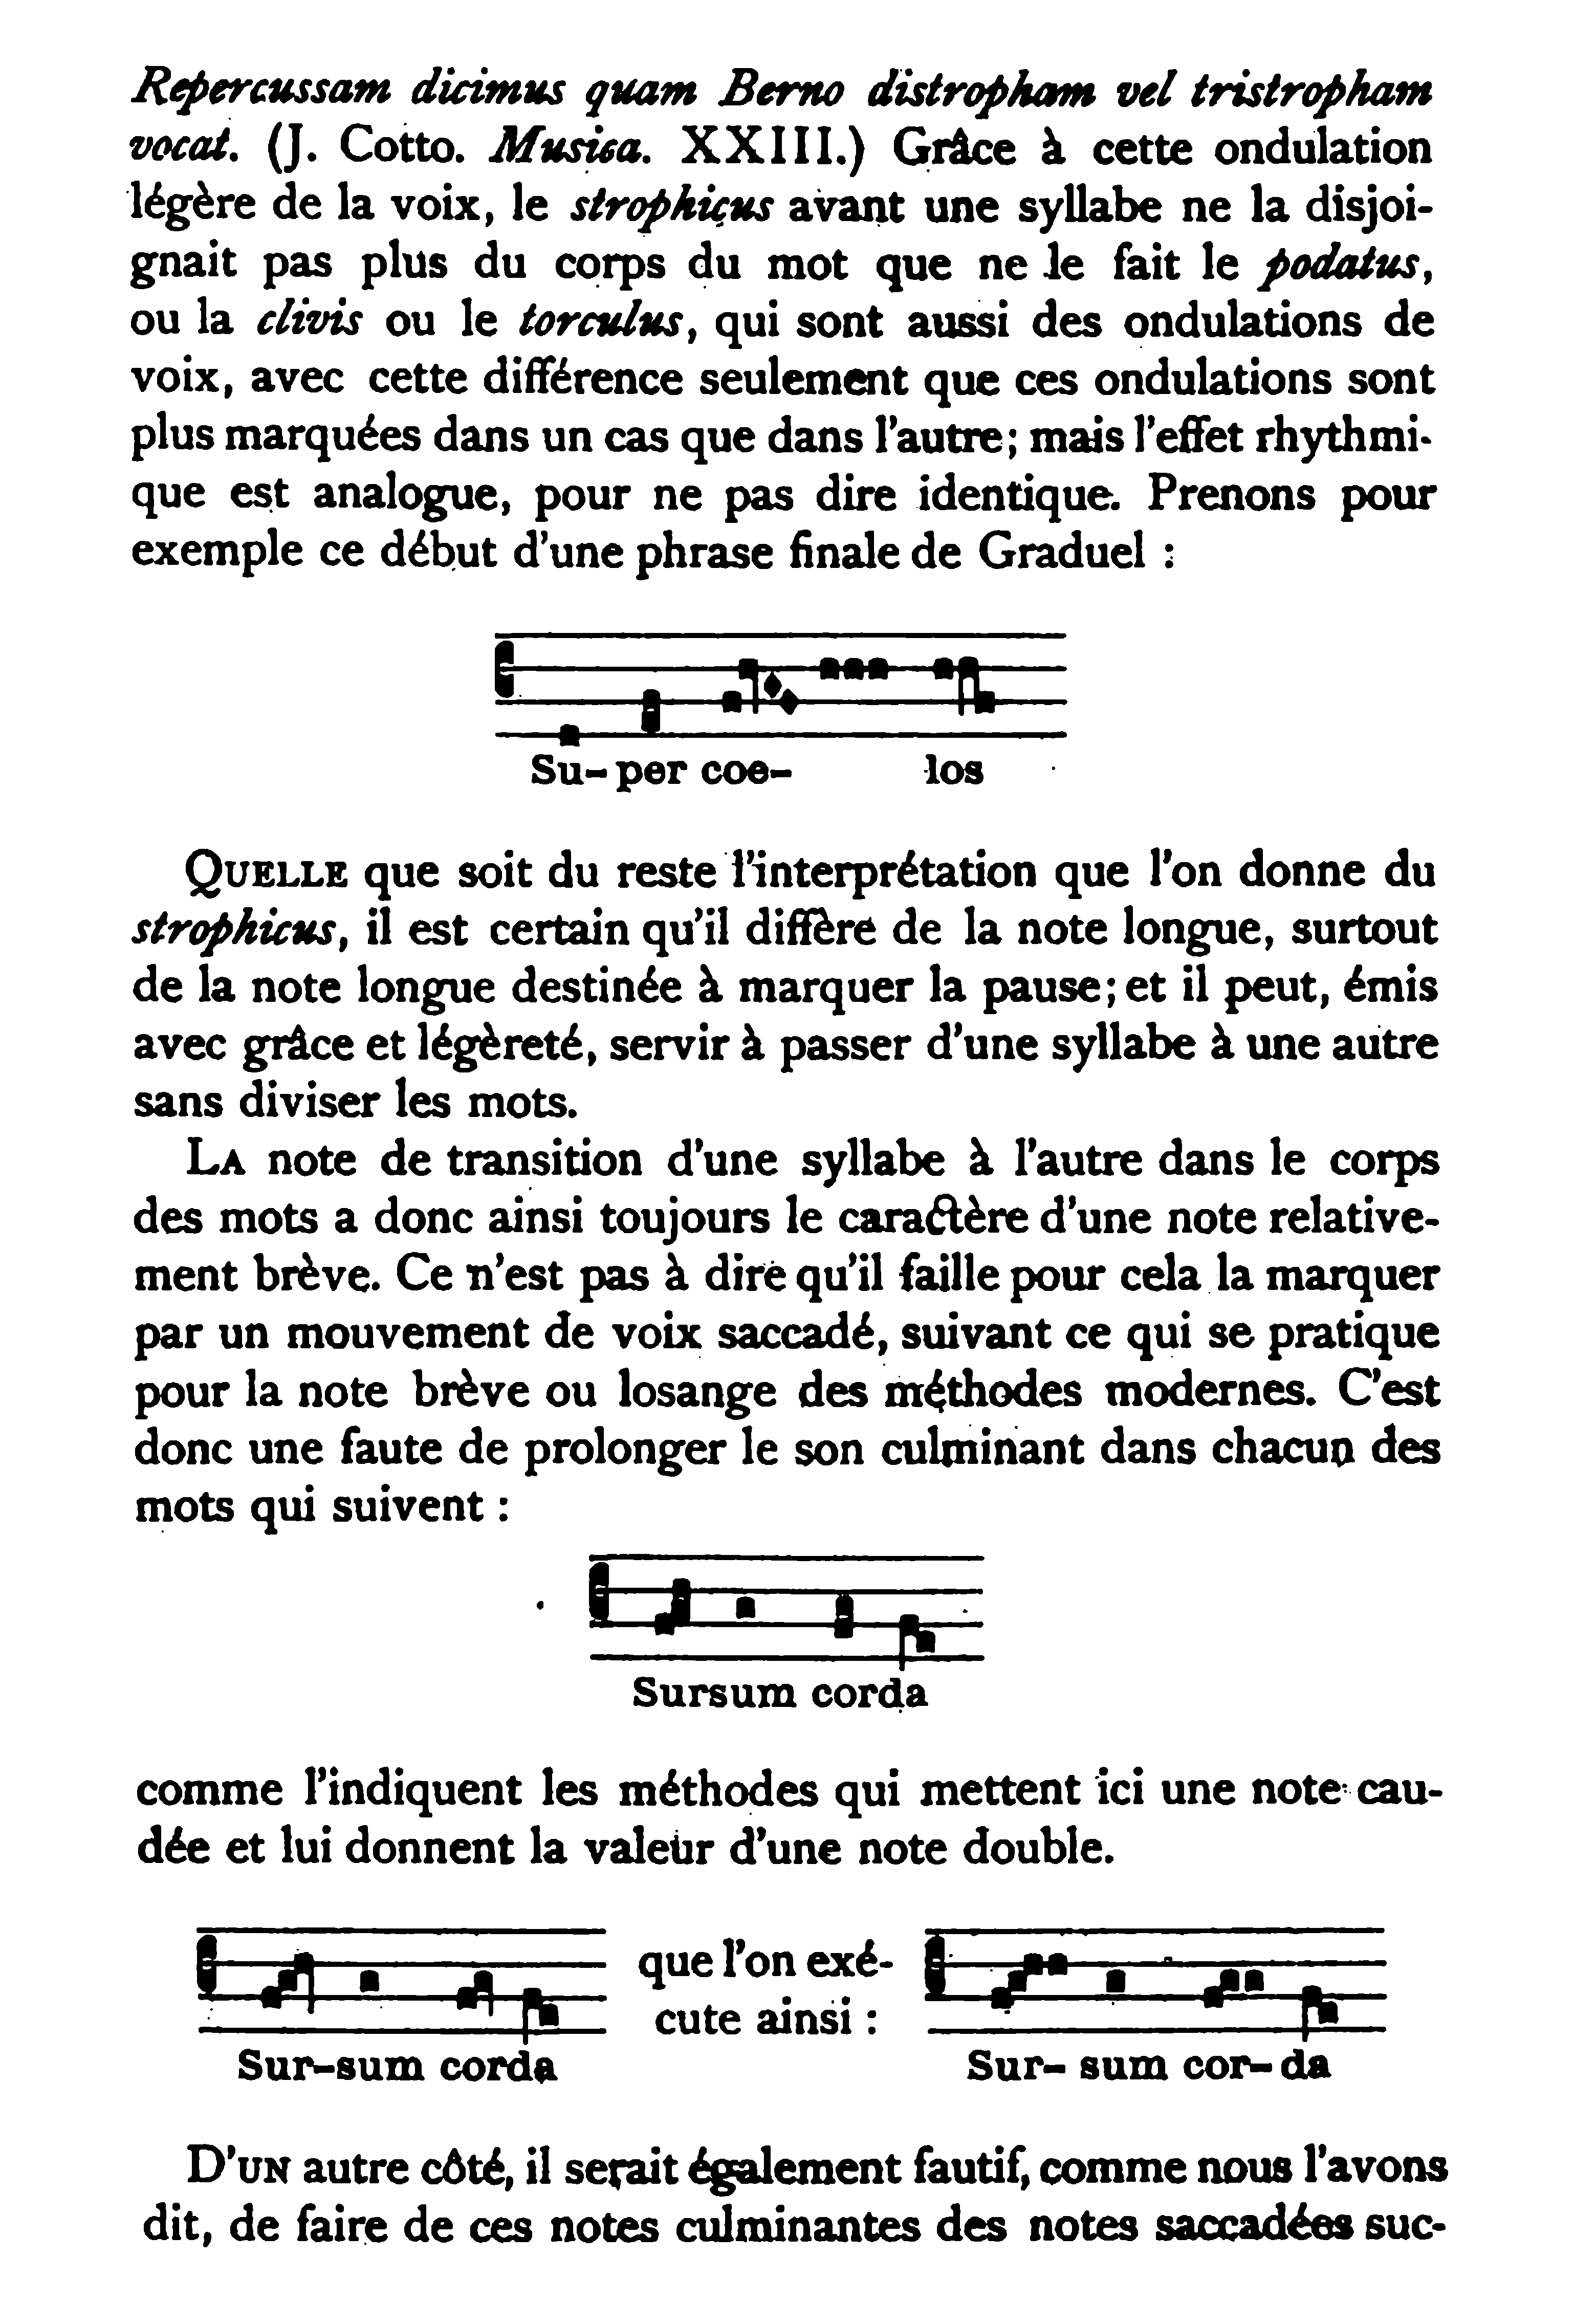 Repercussam dicimus quam Berno distropham vel tristropham
vocat. (J. Cotto. Musica. XXIII.) Grâce à cette ondulation
légère de la voix, le strophicus avant une syllabe ne la disjoi-
gnait pas plus du corps du mot que ne le fait le podatus,
ou la clivis ou le torculus, qui sont aussi des ondulations de
voix, avec cette différence seulement que ces ondulations sont
plus marquées dans un cas que dans l'autre; mais l'effet rhythmi-
que est analogue, pour ne pas dire identique. Prenons pour
exemple ce début d'une phrase finale de Graduel :
Su- per coe- los
QUELLE que soit du reste l'interprétation que l'on donne du
strophicus, il est certain qu'il diffère de la note longue, surtout
de la note longue destinée à marquer la pause; et il peut, émis
avec grâce et légèreté, servir à passer d'une syllabe à une autre
sans diviser les mots.
LA note de transition d'une syllabe à l'autre dans le corps
des mots a donc ainsi toujours le caractère d'une note relative-
ment brève. Ce n'est pas à dire qu'il faille pour cela la marquer
par un mouvement de voix saccadé, suivant ce qui se pratique
pour la note brève ou losange des méthodes modernes. C'est
donc une faute de prolonger le son culminant dans chacun des
mots qui suivent :
Sursum corda
comme l'indiquent les méthodes qui mettent ici une note cau-
dée et lui donnent la valeur d'une note double.
que l'on exé-
cute ainsi :
Sur-sum corda
Sur- sum cor- da
D'UN autre côté, il serait également fautif, comme nous l'avons
dit, de faire de ces notes culminantes des notes saccadées suc-